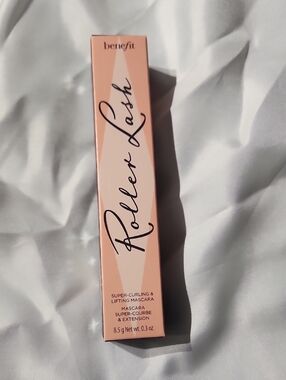 benefit
Roller Lash
SUPER-CURLING &
LIFTING MASCARA
MASCARA
SUPER-COURBE
& EXTENSION
8.5 g Net wt. 0.3 oz